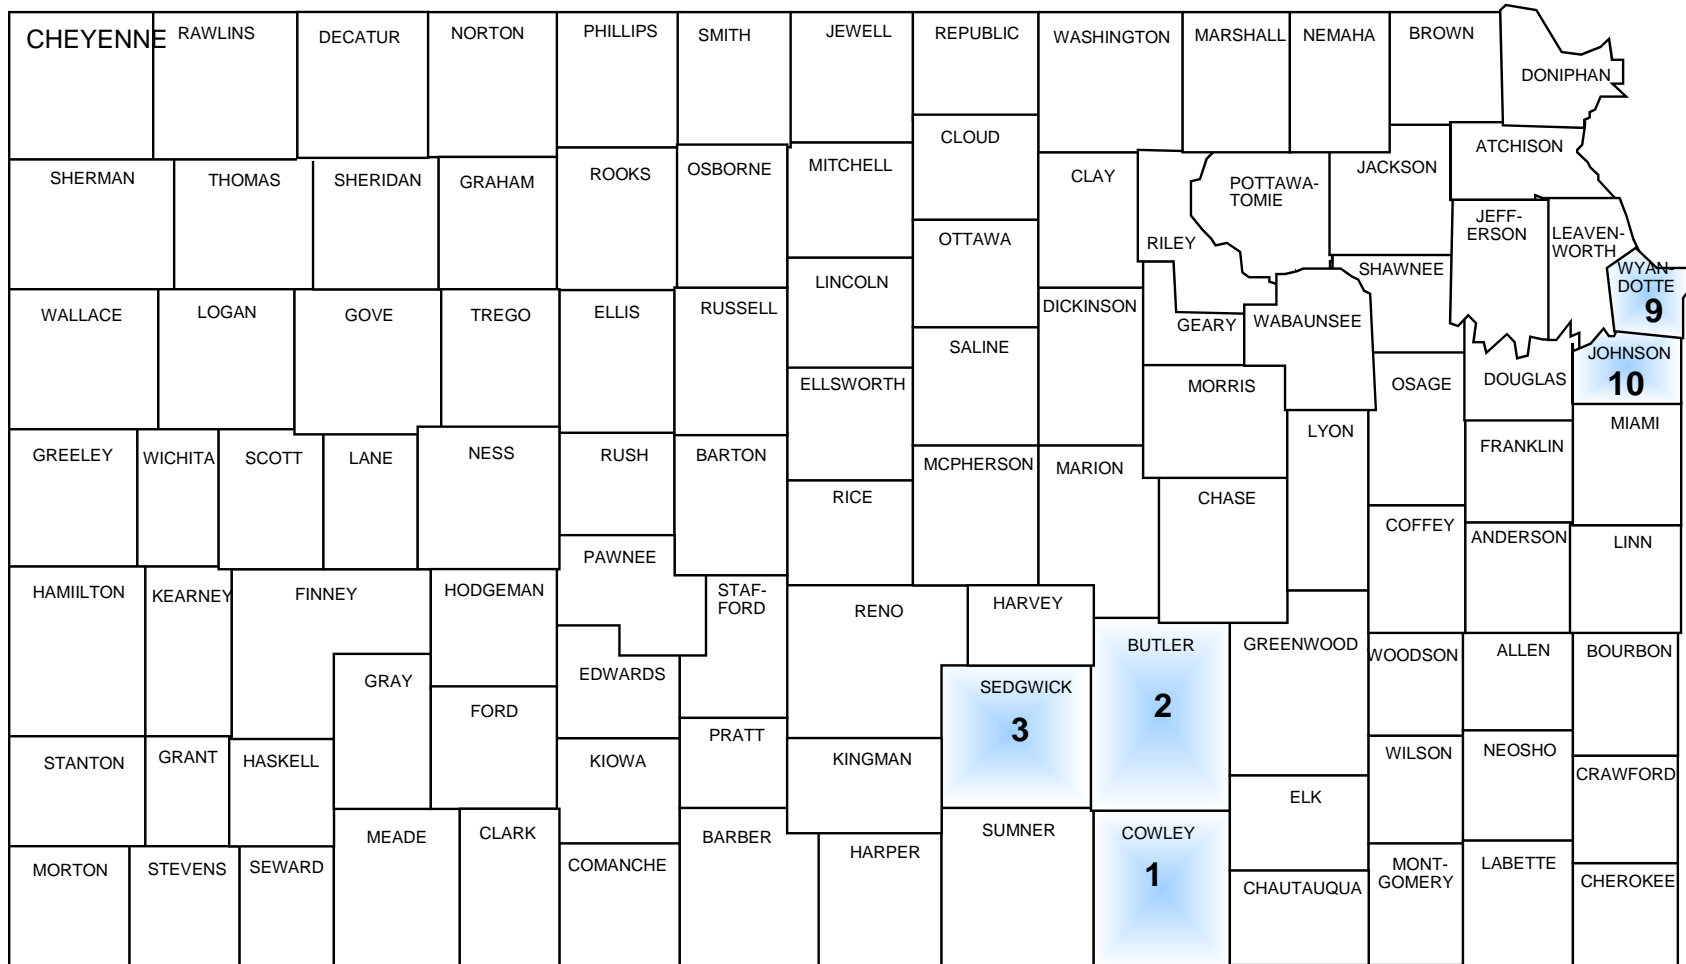 CHEYENNE
RAWLINS
DECATUR
NORTON
PHILLIPS
SMITH
JEWELL
REPUBLIC
WASHINGTON
MARSHALL
NEMAHA
BROWN
DONIPHAN
SHERMAN
THOMAS
SHERIDAN
GRAHAM
ROOKS
OSBORNE
MITCHELL
CLOUD
CLAY
RILEY
POTTAWA-
TOMIE
JACKSON
ATCHISON
JEFF-
ERSON
LEAVEN-
WORTH
WYAN-
DOTTE
9
WALLACE
LOGAN
GOVE
TREGO
ELLIS
RUSSELL
LINCOLN
OTTAWA
SALINE
DICKINSON
GEARY
WABAUNSEE
SHAWNEE
DOUGLAS
JOHNSON
10
GREELEY
WICHITA
SCOTT
LANE
NESS
RUSH
BARTON
ELLSWORTH
RICE
MCPHERSON
MARION
MORRIS
CHASE
LYON
OSAGE
COFFEY
FRANKLIN
ANDERSON
MIAMI
LINN
HAMIILTON
KEARNEY
FINNEY
HODGEMAN
PAWNEE
STAF-
FORD
RENO
HARVEY
BUTLER
2
GREENWOOD
WOODSON
ALLEN
BOURBON
GRAY
FORD
EDWARDS
SEDGWICK
3
STANTON
GRANT
HASKELL
KIOWA
PRATT
KINGMAN
ELK
WILSON
NEOSHO
CRAWFORD
MORTON
STEVENS
SEWARD
MEADE
CLARK
COMANCHE
BARBER
HARPER
SUMNER
COWLEY
1
CHAUTAUQUA
MONT-
GOMERY
LABETTE
CHEROKEE